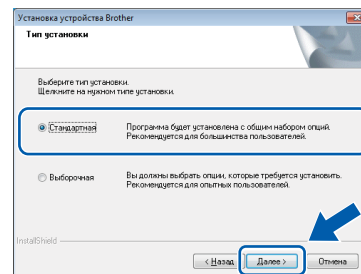 Установка устройства Brother
Тип установки
Выберите тип установки.
Щелкните на нужном типе установки.
Стандартная
Программа будет установлена с общим набором опций.
Рекомендуется для большинства пользователей.
Выборочная
Вы должны выбрать опции, которые требуется установить.
Рекомендуется для опытных пользователей.
InstallShield
< Назад Далее > Отмена